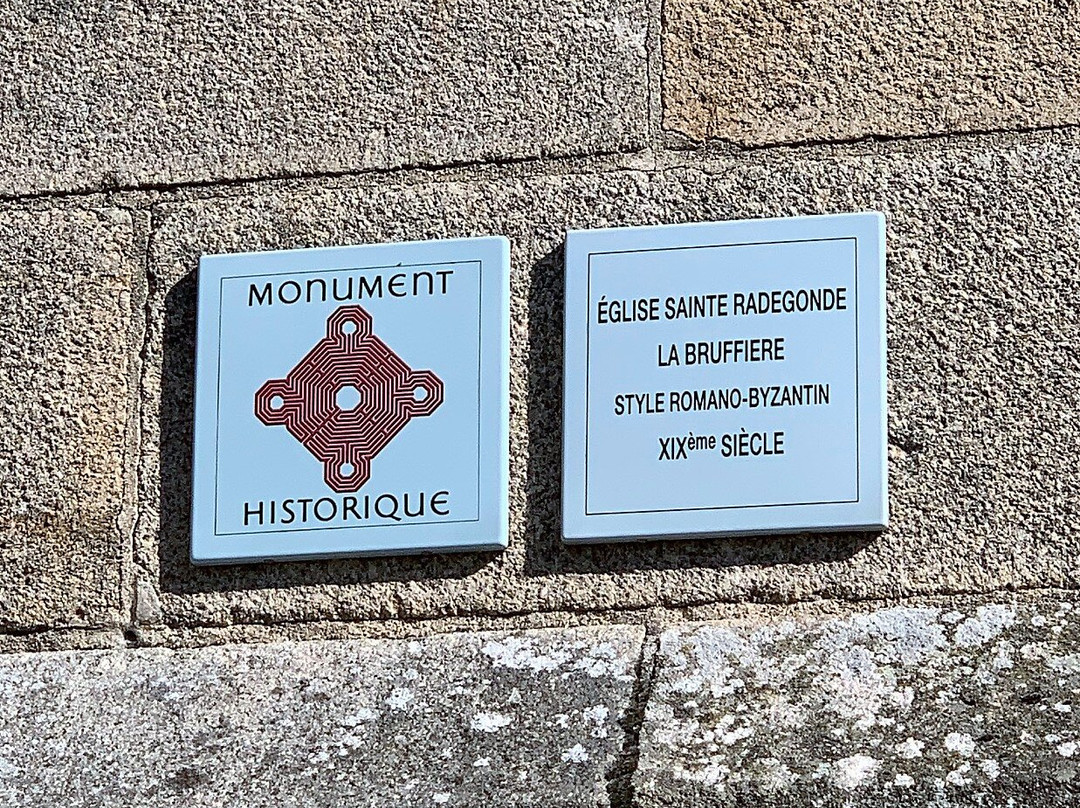 MONUMENT
HISTORIQUE
ÉGLISE SAINTE RADEGONDE
LA BRUFFIERE
STYLE ROMANO-BYZANTIN
XIXème SIÈCLE